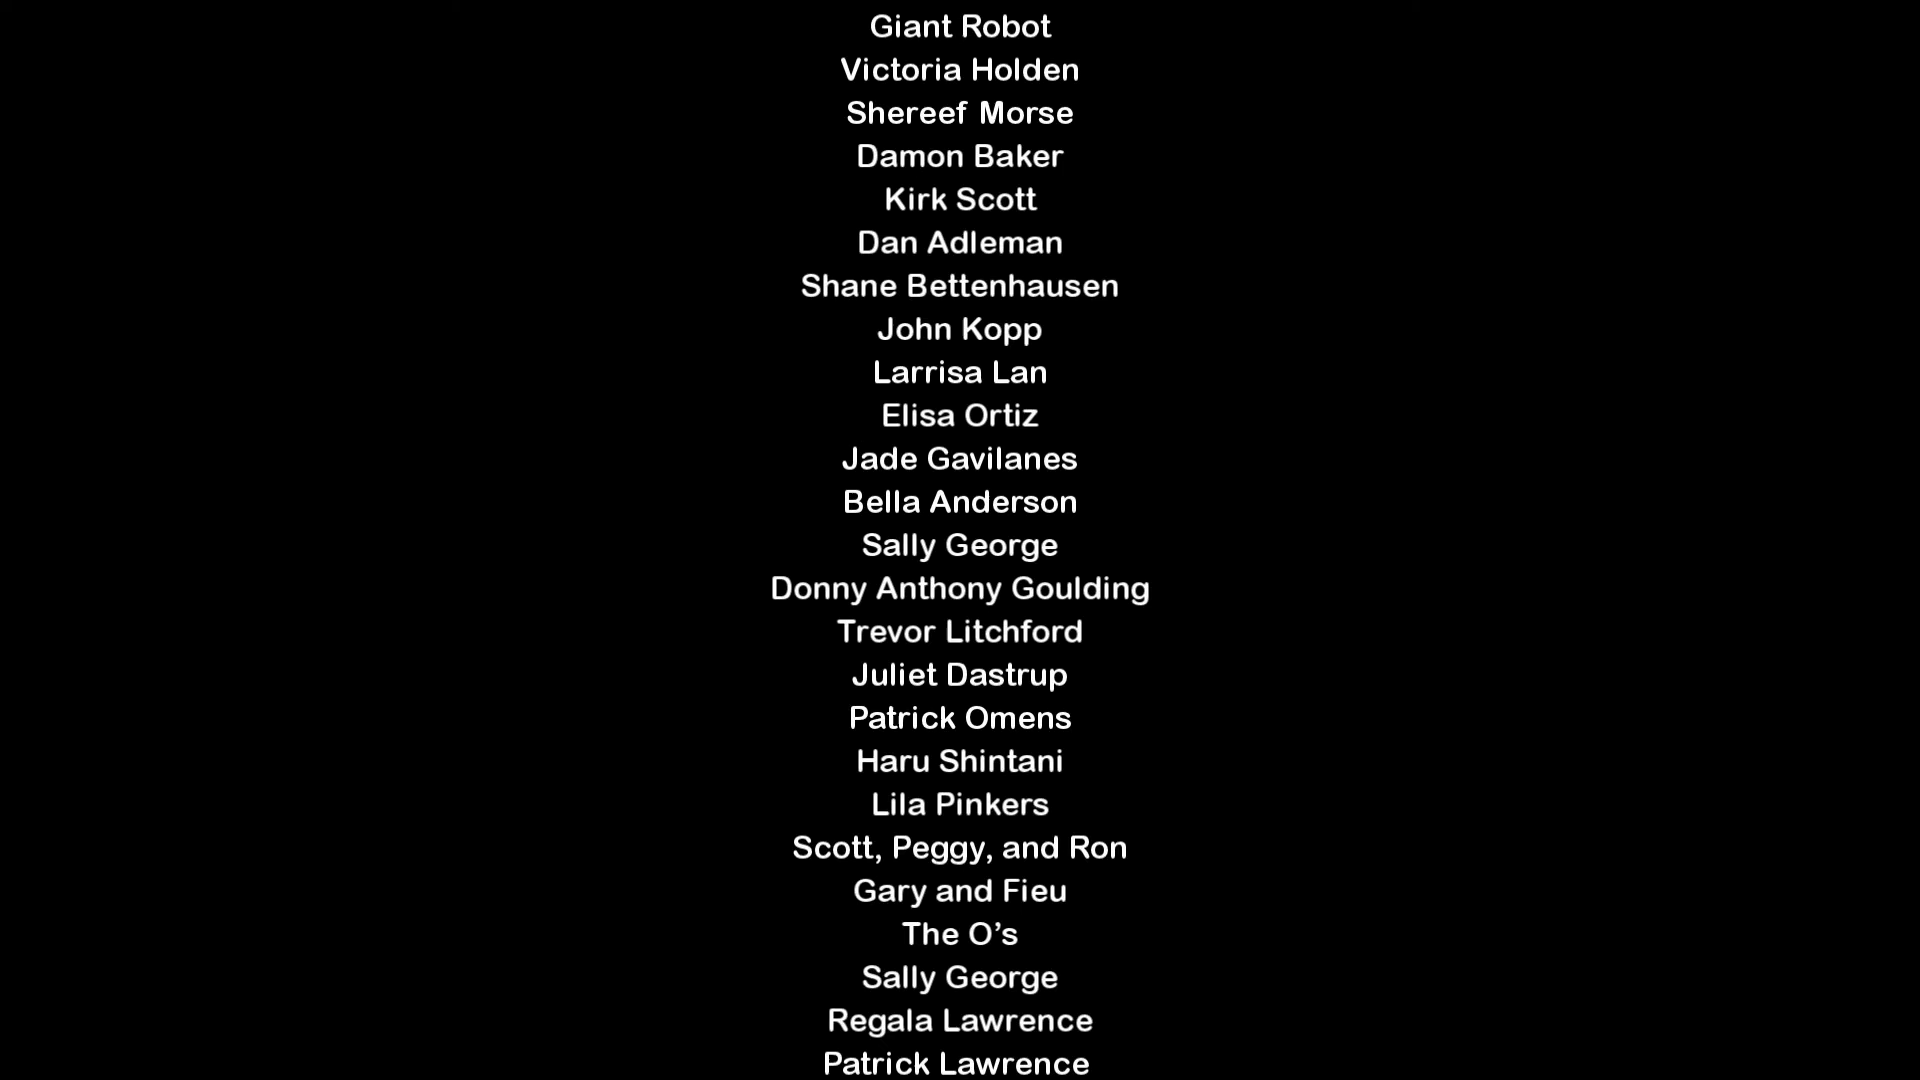 Giant Robot
Victoria Holden
Shereef Morse
Damon Baker
Kirk Scott
Dan Adleman
Shane Bettenhausen
John Kopp
Larrisa Lan
Elisa Ortiz
Jade Gavilanes
Bella Anderson
Sally George
Donny Anthony Goulding
Trevor Litchford
Juliet Dastrup
Patrick Omens
Haru Shintani
Lila Pinkers
Scott, Peggy, and Ron
Gary and Fieu
The O’s
Sally George
Regala Lawrence
Patrick Lawrence